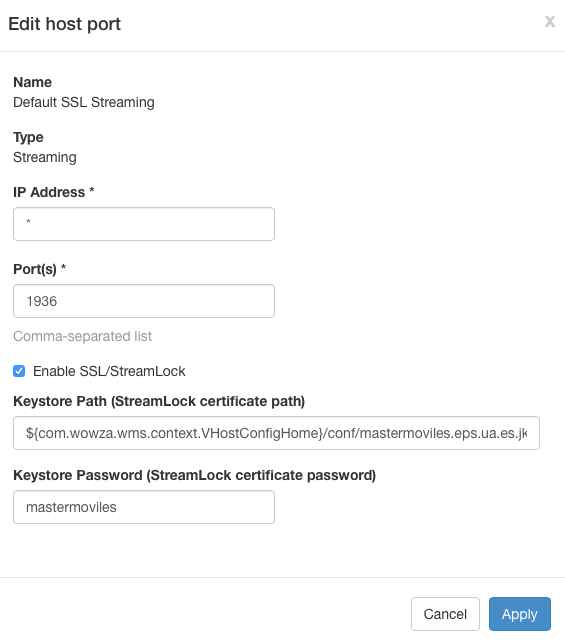 Edit host port
x
Name
Default SSL Streaming
Type
Streaming
IP Address *
*
Port(s) *
1936
Comma-separated list
Enable SSL/StreamLock
Keystore Path (StreamLock certificate path)
${com.wowza.wms.context.VHostConfigHome}/conf/mastermoviles.eps.ua.es.jk
Keystore Password (StreamLock certificate password)
mastermoviles
Cancel
Apply